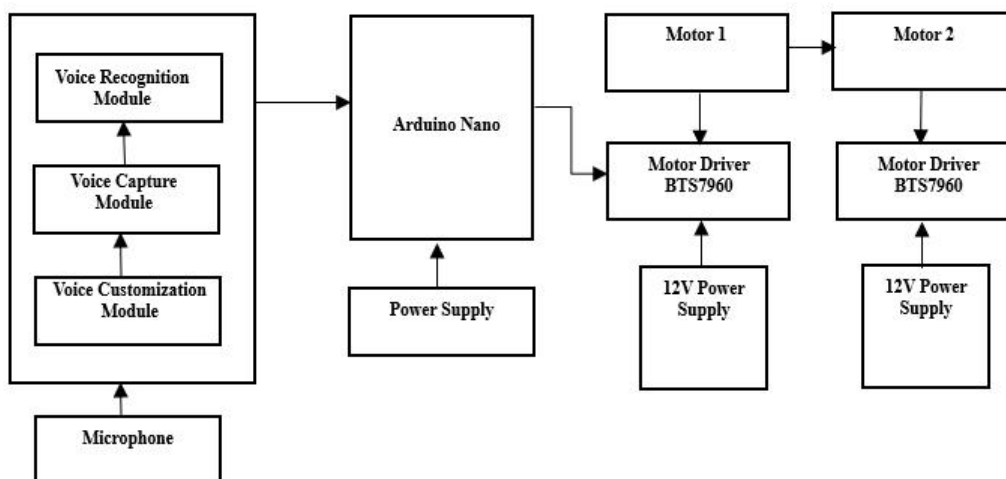 Voice Recognition
Module
Voice Capture
Module
Voice Customization
Module
Microphone
Arduino Nano
Power Supply
Motor 1
Motor 2
Motor Driver
BTS7960
Motor Driver
BTS7960
12V Power
Supply
12V Power
Supply